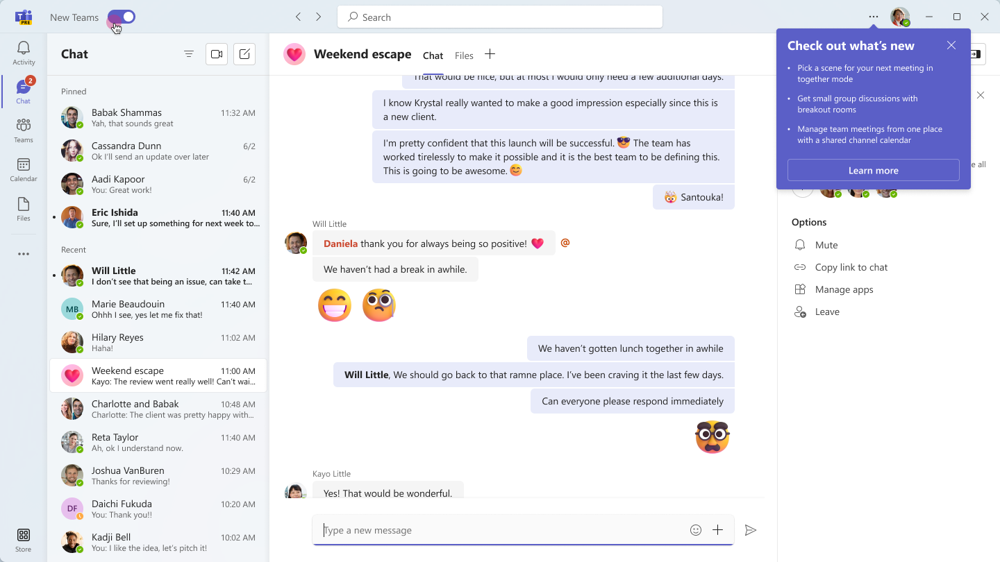 PRE
New Teams
Search
Activity
2
Chat
Teams
Calendar
Files
Store
Chat
Pinned
Babak Shammas 11:32 AM
Yah, that sounds great
Cassandra Dunn 6/2
Ok I'll send an update over later
Aadi Kapoor 6/2
You: Great work!
Eric Ishida 11:40 AM
Sure, I'll set up something for next week to...
Recent
Will Little 11:42 AM
I don't see that being an issue, can take t...
MB
Marie Beaudouin 11:40 AM
Ohhh I see, yes let me fix that!
Hilary Reyes 11:02 AM
Haha!
Weekend escape 11:00 AM
Kayo: The review went really well! Can't wai...
Charlotte and Babak 10:48 AM
Charlotte: The client was pretty happy with...
Reta Taylor 11:40 AM
Ah, ok I understand now.
Joshua VanBuren 10:29 AM
Thanks for reviewing!
DF
Daichi Fukuda 10:20 AM
You: Thank you!!
Kadji Bell 10:02 AM
You: I like the idea, let's pitch it!
Weekend escape Chat Files
That would be nice, but at most I would only need a few additional days.
I know Krystal really wanted to make a good impression especially since this is
a new client.
I'm pretty confident that this launch will be successful. 😎 The team has
worked tirelessly to make it possible and it is the best team to be defining this.
This is going to be awesome. 😊
🤯 Santouka!
Will Little
Daniela thank you for always being so positive! ❤️ @
We haven't had a break in awhile.
We haven't gotten lunch together in awhile
Will Little, We should go back to that ramne place. I've been craving it the last few days.
Can everyone please respond immediately
Kayo Little
Yes! That would be wonderful.
Type a new message
Check out what's new
• Pick a scene for your next meeting in
together mode
• Get small group discussions with
breakout rooms
• Manage team meetings from one place
with a shared channel calendar
Learn more
all
Options
Mute
Copy link to chat
Manage apps
Leave